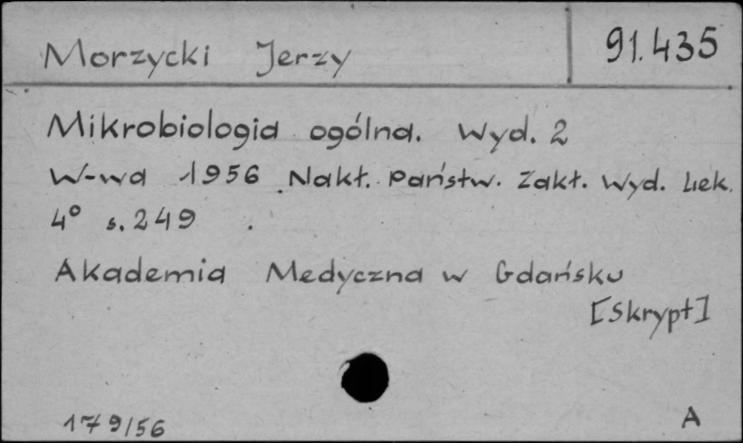 Morzycki Jerzy 91.435
Mikrobiologia ogólna. Wyd. 2
W-wa 1956 Nakł. Państw. Zakł. Wyd. Lek.
4° s. 249
Akademia Medyczna w Gdańsku
[Skrypt]
179/56 A